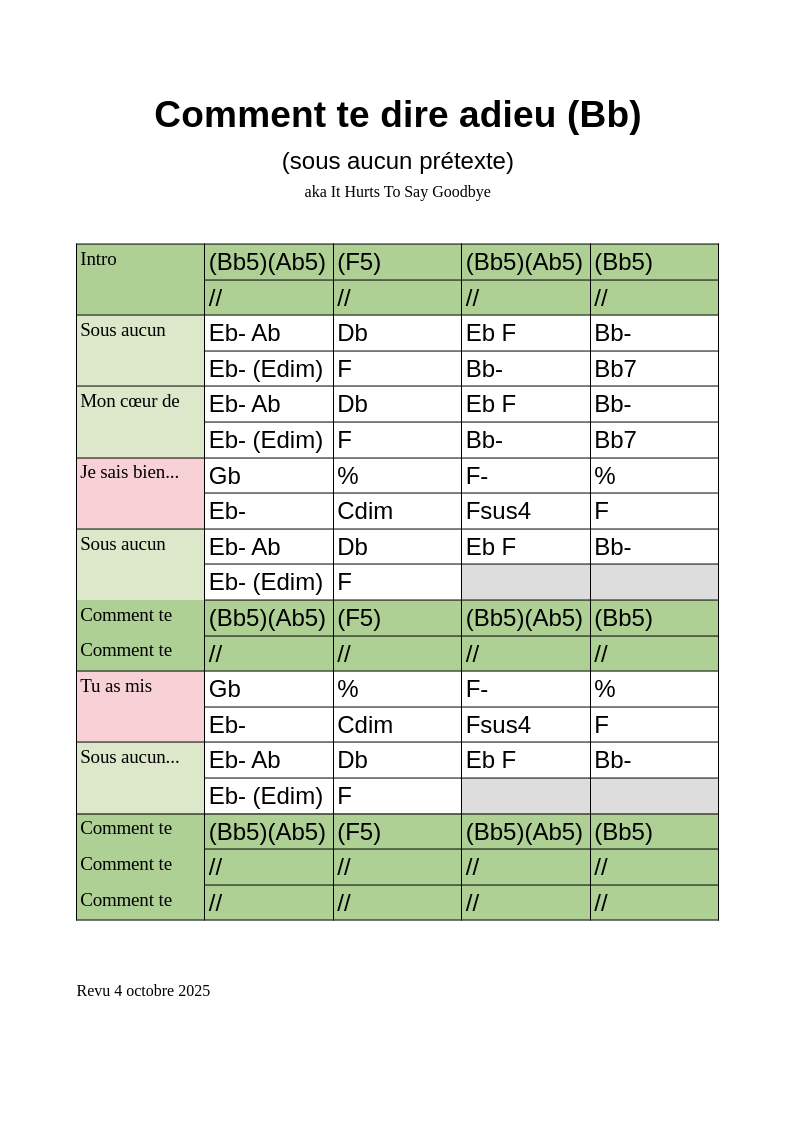 Comment te dire adieu (Bb)
(sous aucun prétexte)
aka It Hurts To Say Goodbye
Intro (Bb5)(Ab5) (F5) (Bb5)(Ab5) (Bb5)
// // // //
Sous aucun Eb- Ab Db Eb F Bb-
Eb- (Edim) F Bb- Bb7
Mon cœur de Eb- Ab Db Eb F Bb-
Eb- (Edim) F Bb- Bb7
Je sais bien... Gb % F- %
Eb- Cdim Fsus4 F
Sous aucun Eb- Ab Db Eb F Bb-
Eb- (Edim) F
Comment te (Bb5)(Ab5) (F5) (Bb5)(Ab5) (Bb5)
Comment te // // // //
Tu as mis Gb % F- %
Eb- Cdim Fsus4 F
Sous aucun... Eb- Ab Db Eb F Bb-
Eb- (Edim) F
Comment te (Bb5)(Ab5) (F5) (Bb5)(Ab5) (Bb5)
Comment te // // // //
Comment te // // // //
Revu 4 octobre 2025